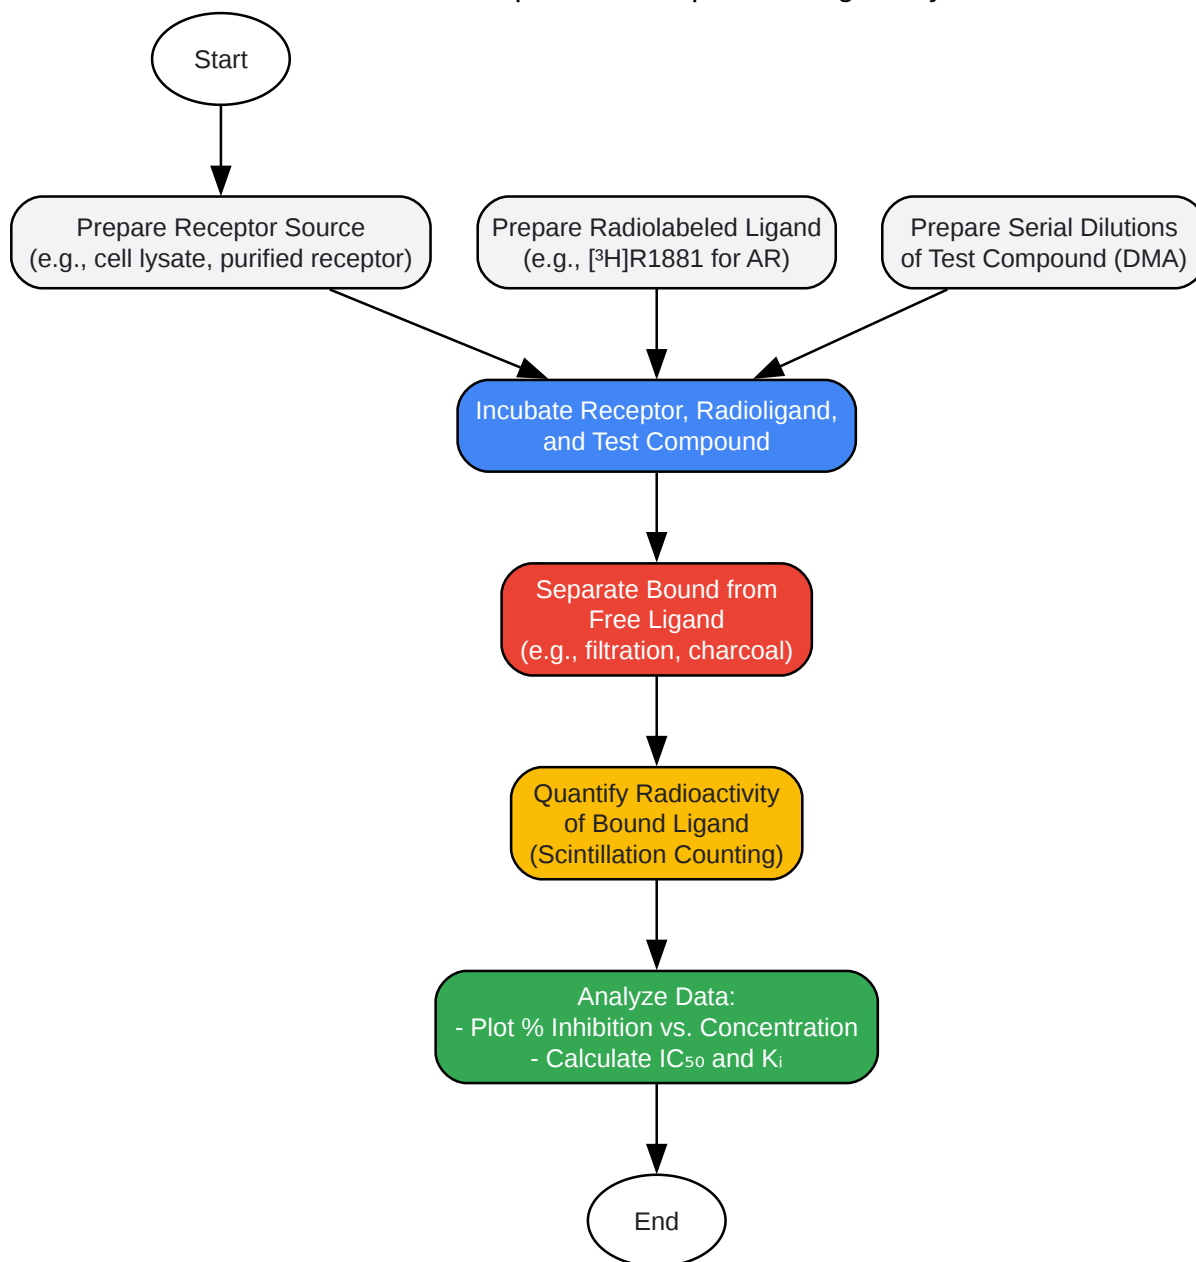 Start
Prepare Receptor Source
(e.g., cell lysate, purified receptor)
Prepare Radiolabeled Ligand
(e.g., [³H]R1881 for AR)
Prepare Serial Dilutions
of Test Compound (DMA)
Incubate Receptor, Radioligand,
and Test Compound
Separate Bound from
Free Ligand
(e.g., filtration, charcoal)
Quantify Radioactivity
of Bound Ligand
(Scintillation Counting)
Analyze Data:
- Plot % Inhibition vs. Concentration
- Calculate IC₅₀ and Kᵢ
End